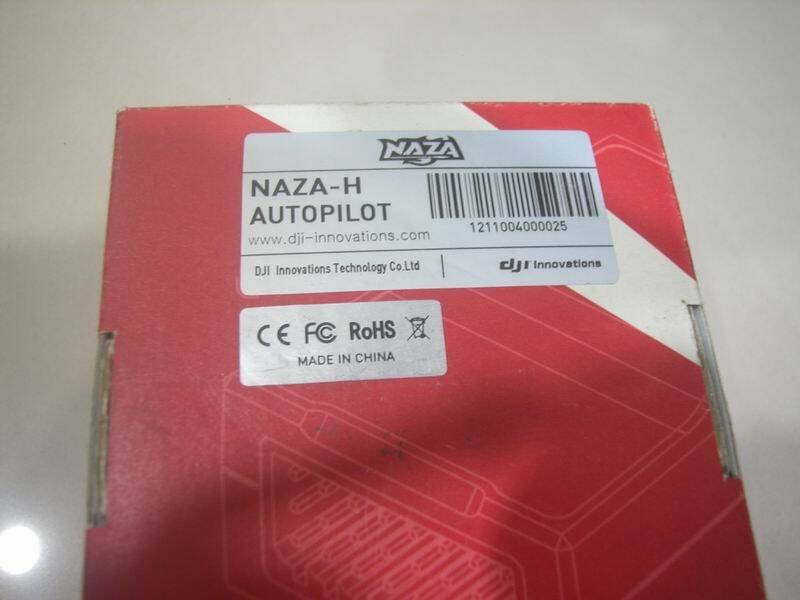 NAZA
NAZA-H
AUTOPILOT
1211004000025
www.dji-innovations.com
DJI Innovations Technology Co.Ltd
dji innovations
CE FC RoHS
MADE IN CHINA